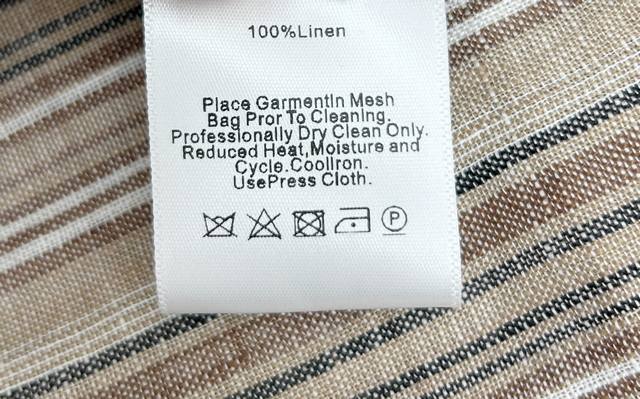 100%Linen
Place GarmentIn Mesh
Bag Pror To Cleaning.
Professionally Dry Clean Only.
Reduced Heat,Moisture and
Cycle.CoolIron.
UsePress Cloth.
P